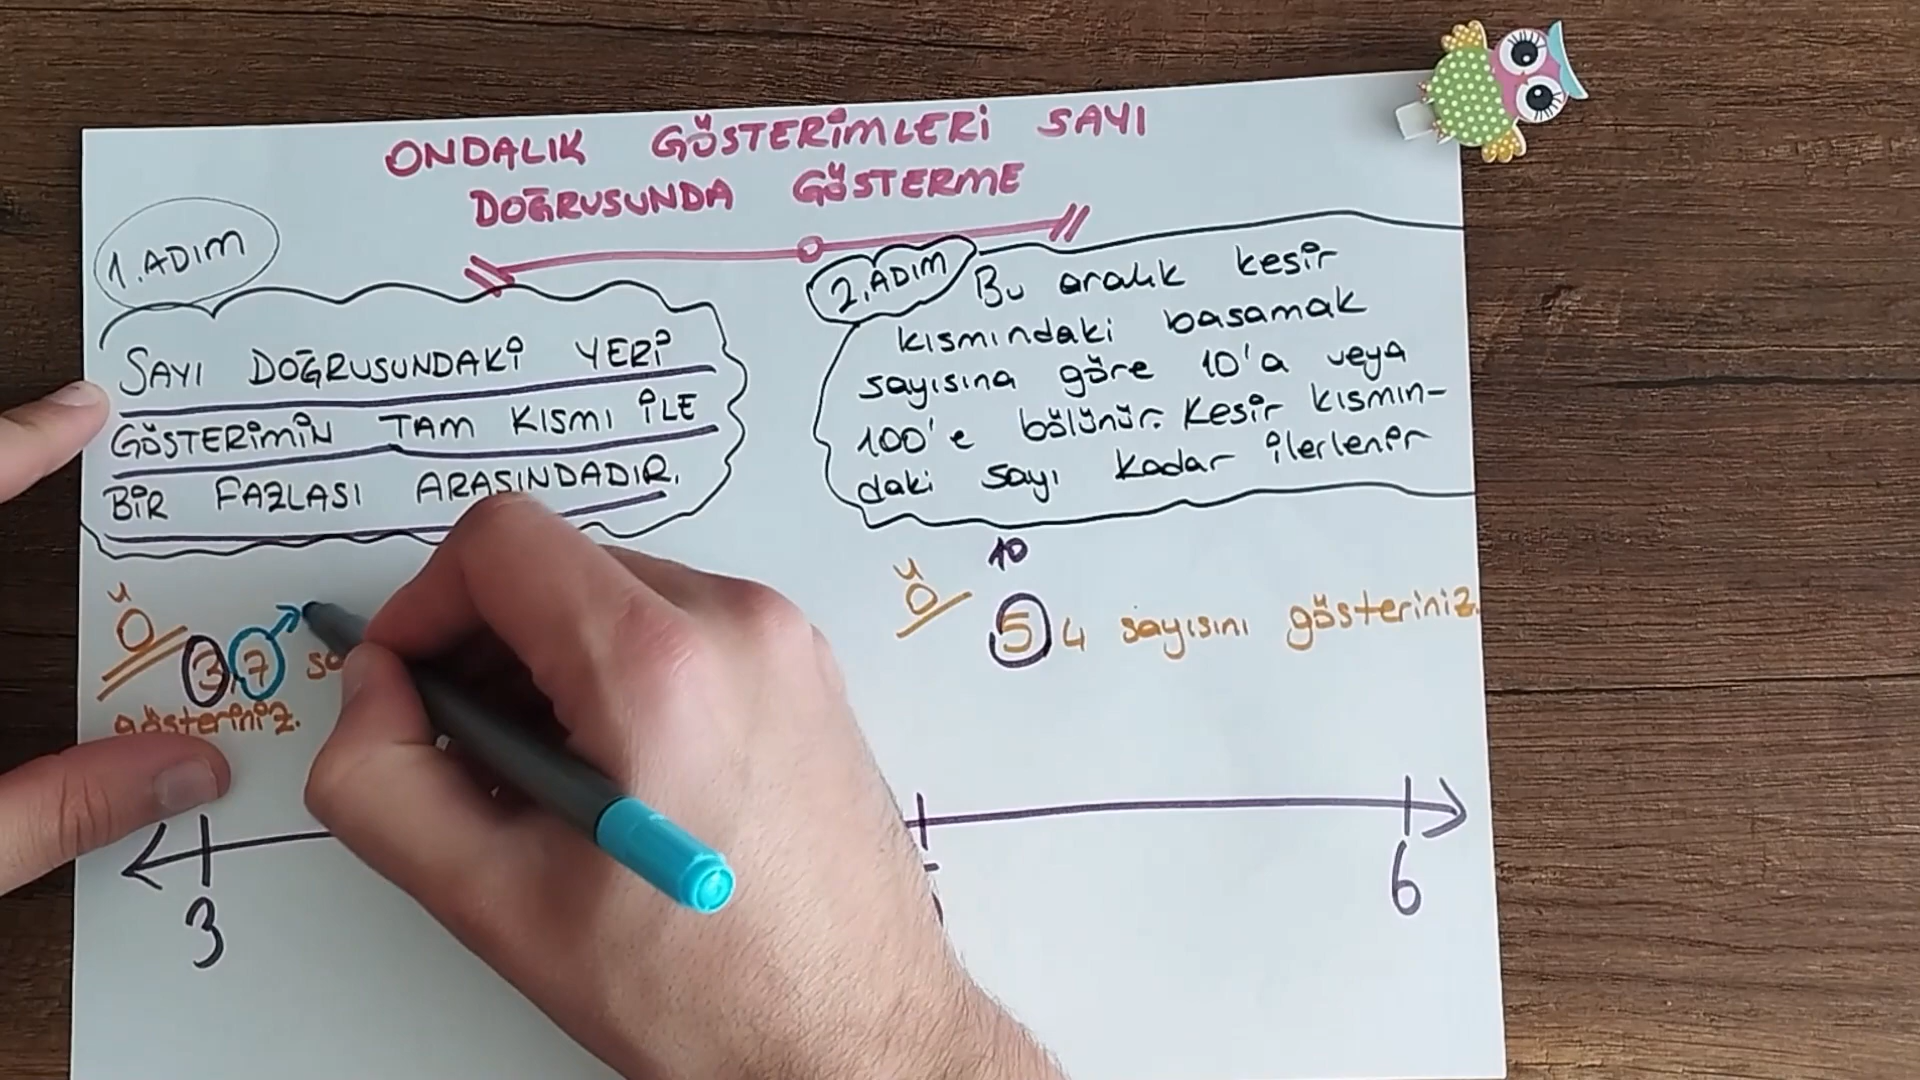 ONDALIK GÖSTERİMLERİ SAYI
DOĞRUSUNDA GÖSTERME
1.ADIM
SAYI DOĞRUSUNDAKİ YERİ
GÖSTERİMİN TAM KISMI İLE
BİR FAZLASI ARASINDADIR.
2.ADIM Bu aralık kesir
kısmındaki basamak
sayısına göre 10'a veya
100'e bölünür. Kesir kısmın-
daki sayı kadar ilerlenir
Ö 3,7
gösteriniz.
3
10
Ö 5 4 sayısını gösteriniz.
6